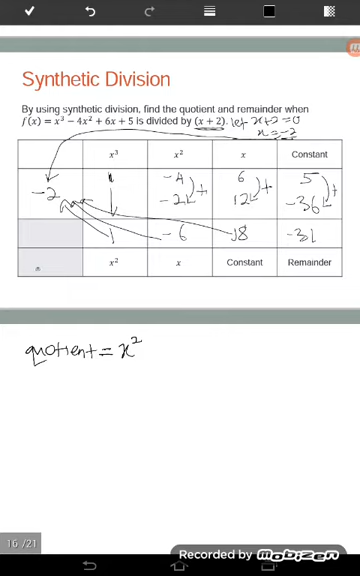 Synthetic Division
By using synthetic division, find the quotient and remainder when
f(x) = x³ − 4x² + 6x + 5 is divided by (x + 2). let x+2=0
x=-2
x³ x² x Constant
-2 1 -4 6 5
-2 + 12 + -36 +
1 -6 18 -31
x² x Constant Remainder
quotient = x²
16 /21
Recorded by mobizen